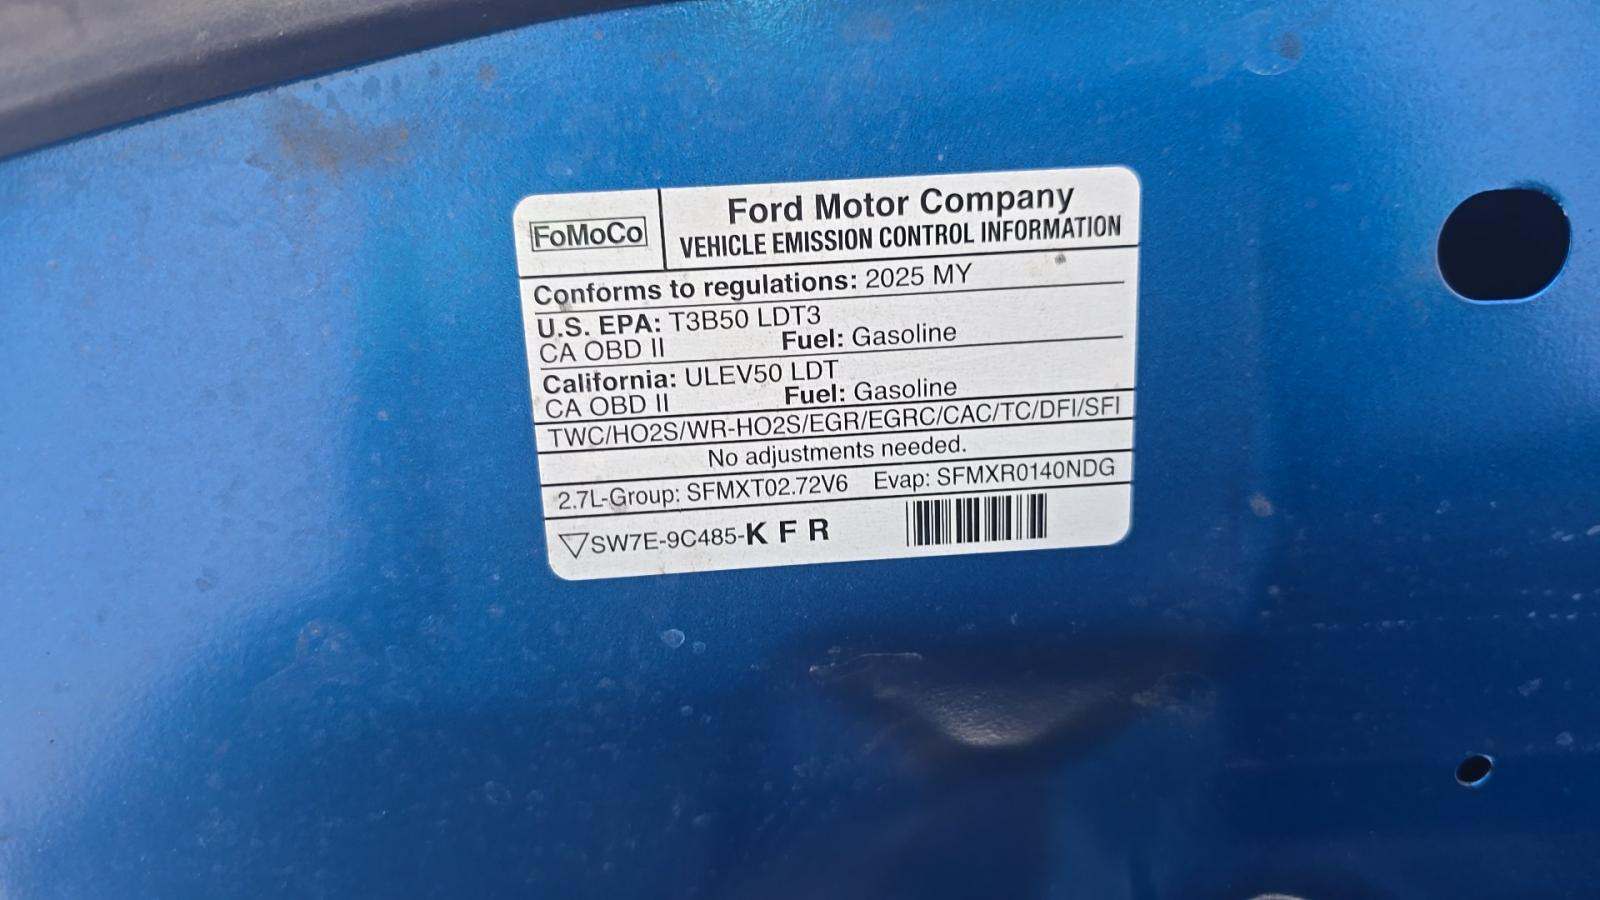 FoMoCo
Ford Motor Company
VEHICLE EMISSION CONTROL INFORMATION
Conforms to regulations: 2025 MY
U.S. EPA: T3B50 LDT3
CA OBD II Fuel: Gasoline
California: ULEV50 LDT
CA OBD II Fuel: Gasoline
TWC/HO2S/WR-HO2S/EGR/EGRC/CAC/TC/DFI/SFI
No adjustments needed.
2.7L-Group: SFMXT02.72V6 Evap: SFMXR0140NDG
SW7E-9C485-K F R